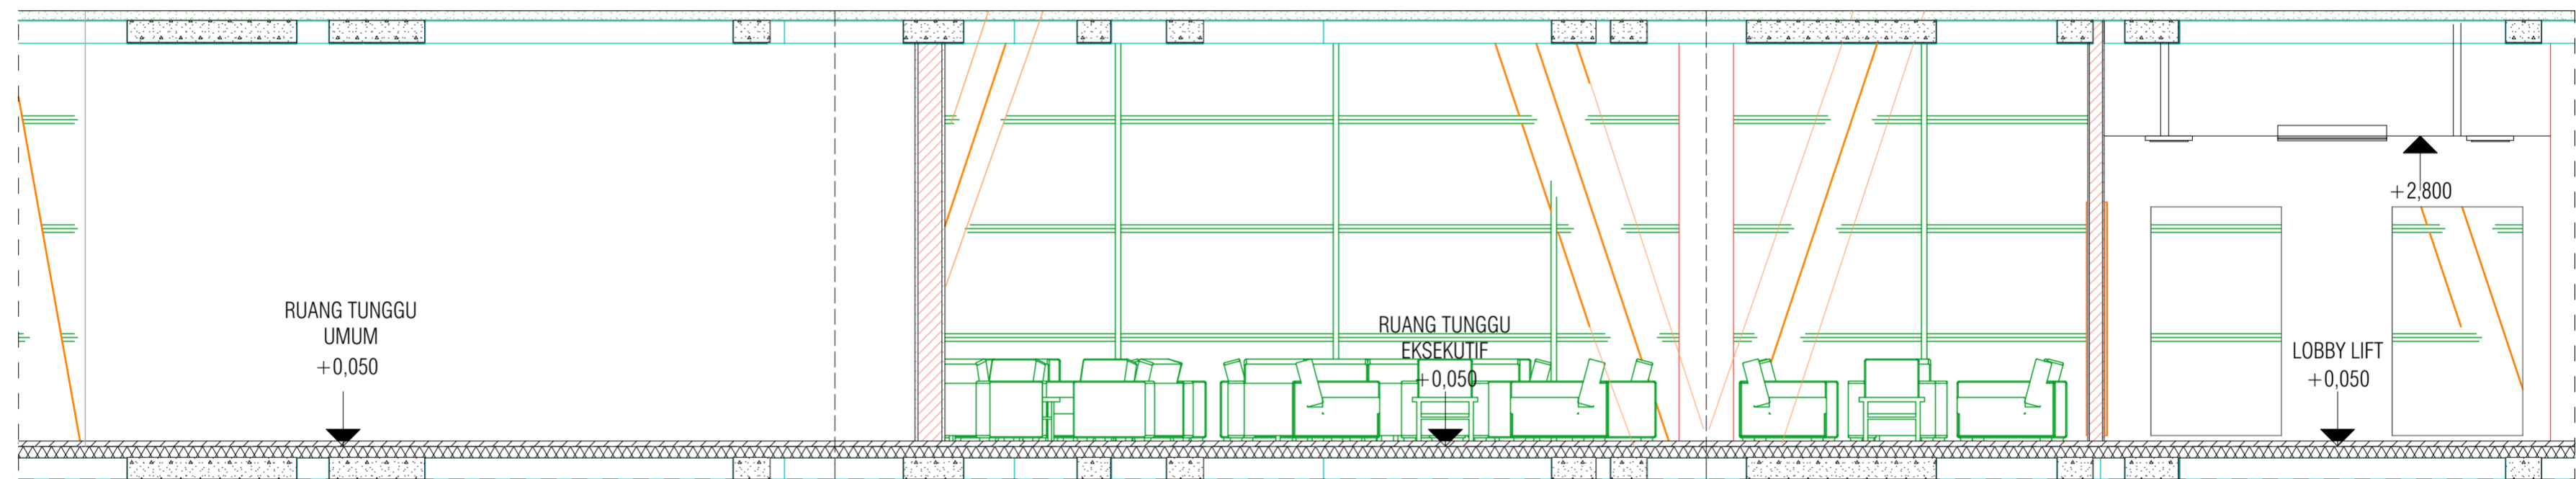 RUANG TUNGGU
UMUM
+0,050
RUANG TUNGGU
EKSEKUTIF
+0,050
+2,800
LOBBY LIFT
+0,050